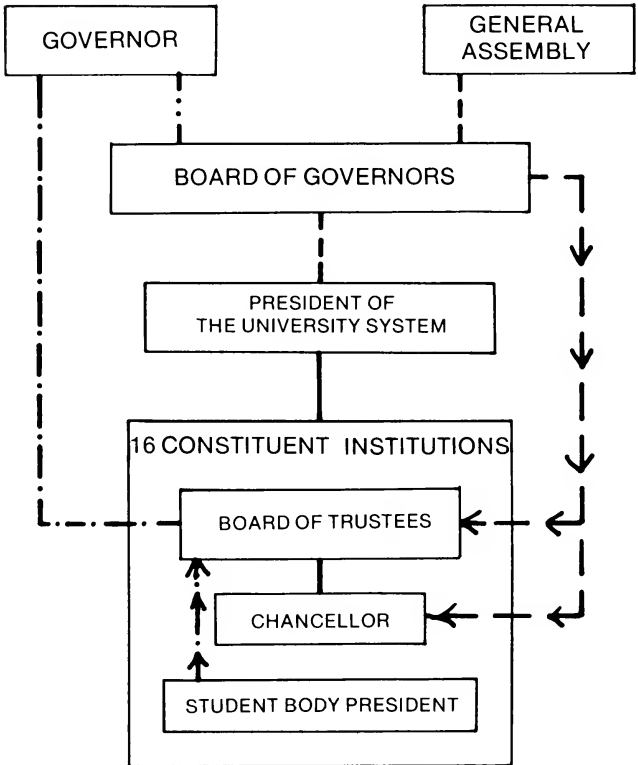 GOVERNOR
GENERAL
ASSEMBLY
BOARD OF GOVERNORS
PRESIDENT OF
THE UNIVERSITY SYSTEM
16 CONSTITUENT INSTITUTIONS
BOARD OF TRUSTEES
CHANCELLOR
STUDENT BODY PRESIDENT